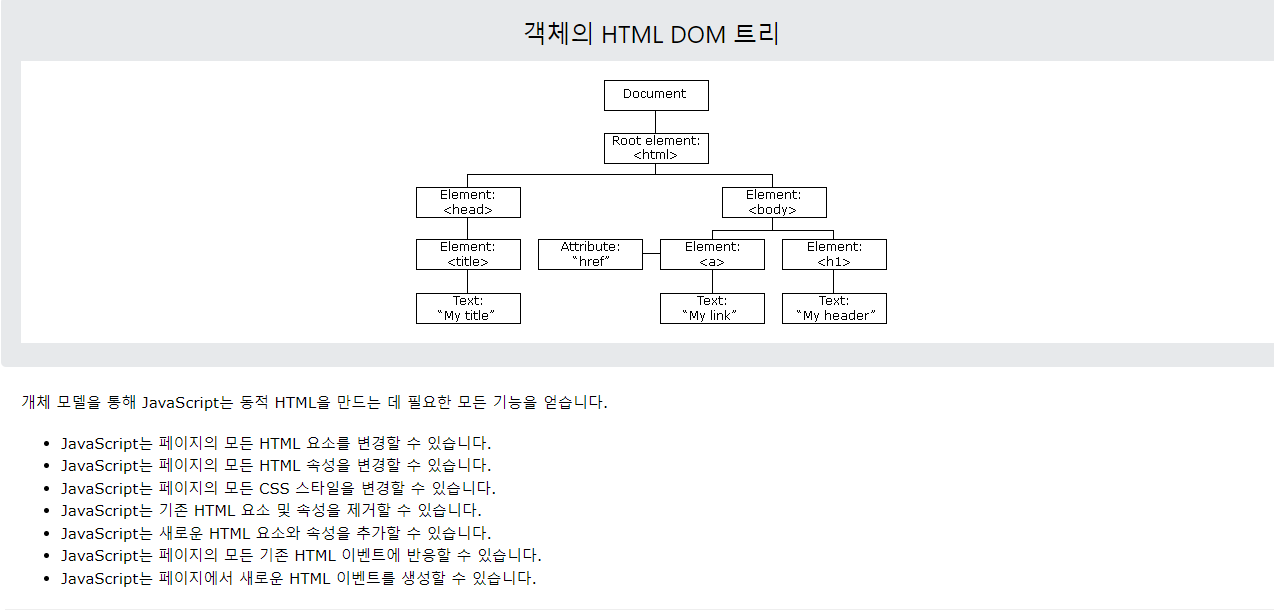 객체의 HTML DOM 트리
Document
Root element:
<html>
Element:
<head>
Element:
<body>
Element:
<title>
Attribute:
“href”
Element:
<a>
Element:
<h1>
Text:
“My title”
Text:
“My link”
Text:
“My header”
개체 모델을 통해 JavaScript는 동적 HTML을 만드는 데 필요한 모든 기능을 얻습니다.
• JavaScript는 페이지의 모든 HTML 요소를 변경할 수 있습니다.
• JavaScript는 페이지의 모든 HTML 속성을 변경할 수 있습니다.
• JavaScript는 페이지의 모든 CSS 스타일을 변경할 수 있습니다.
• JavaScript는 기존 HTML 요소 및 속성을 제거할 수 있습니다.
• JavaScript는 새로운 HTML 요소와 속성을 추가할 수 있습니다.
• JavaScript는 페이지의 모든 기존 HTML 이벤트에 반응할 수 있습니다.
• JavaScript는 페이지에서 새로운 HTML 이벤트를 생성할 수 있습니다.